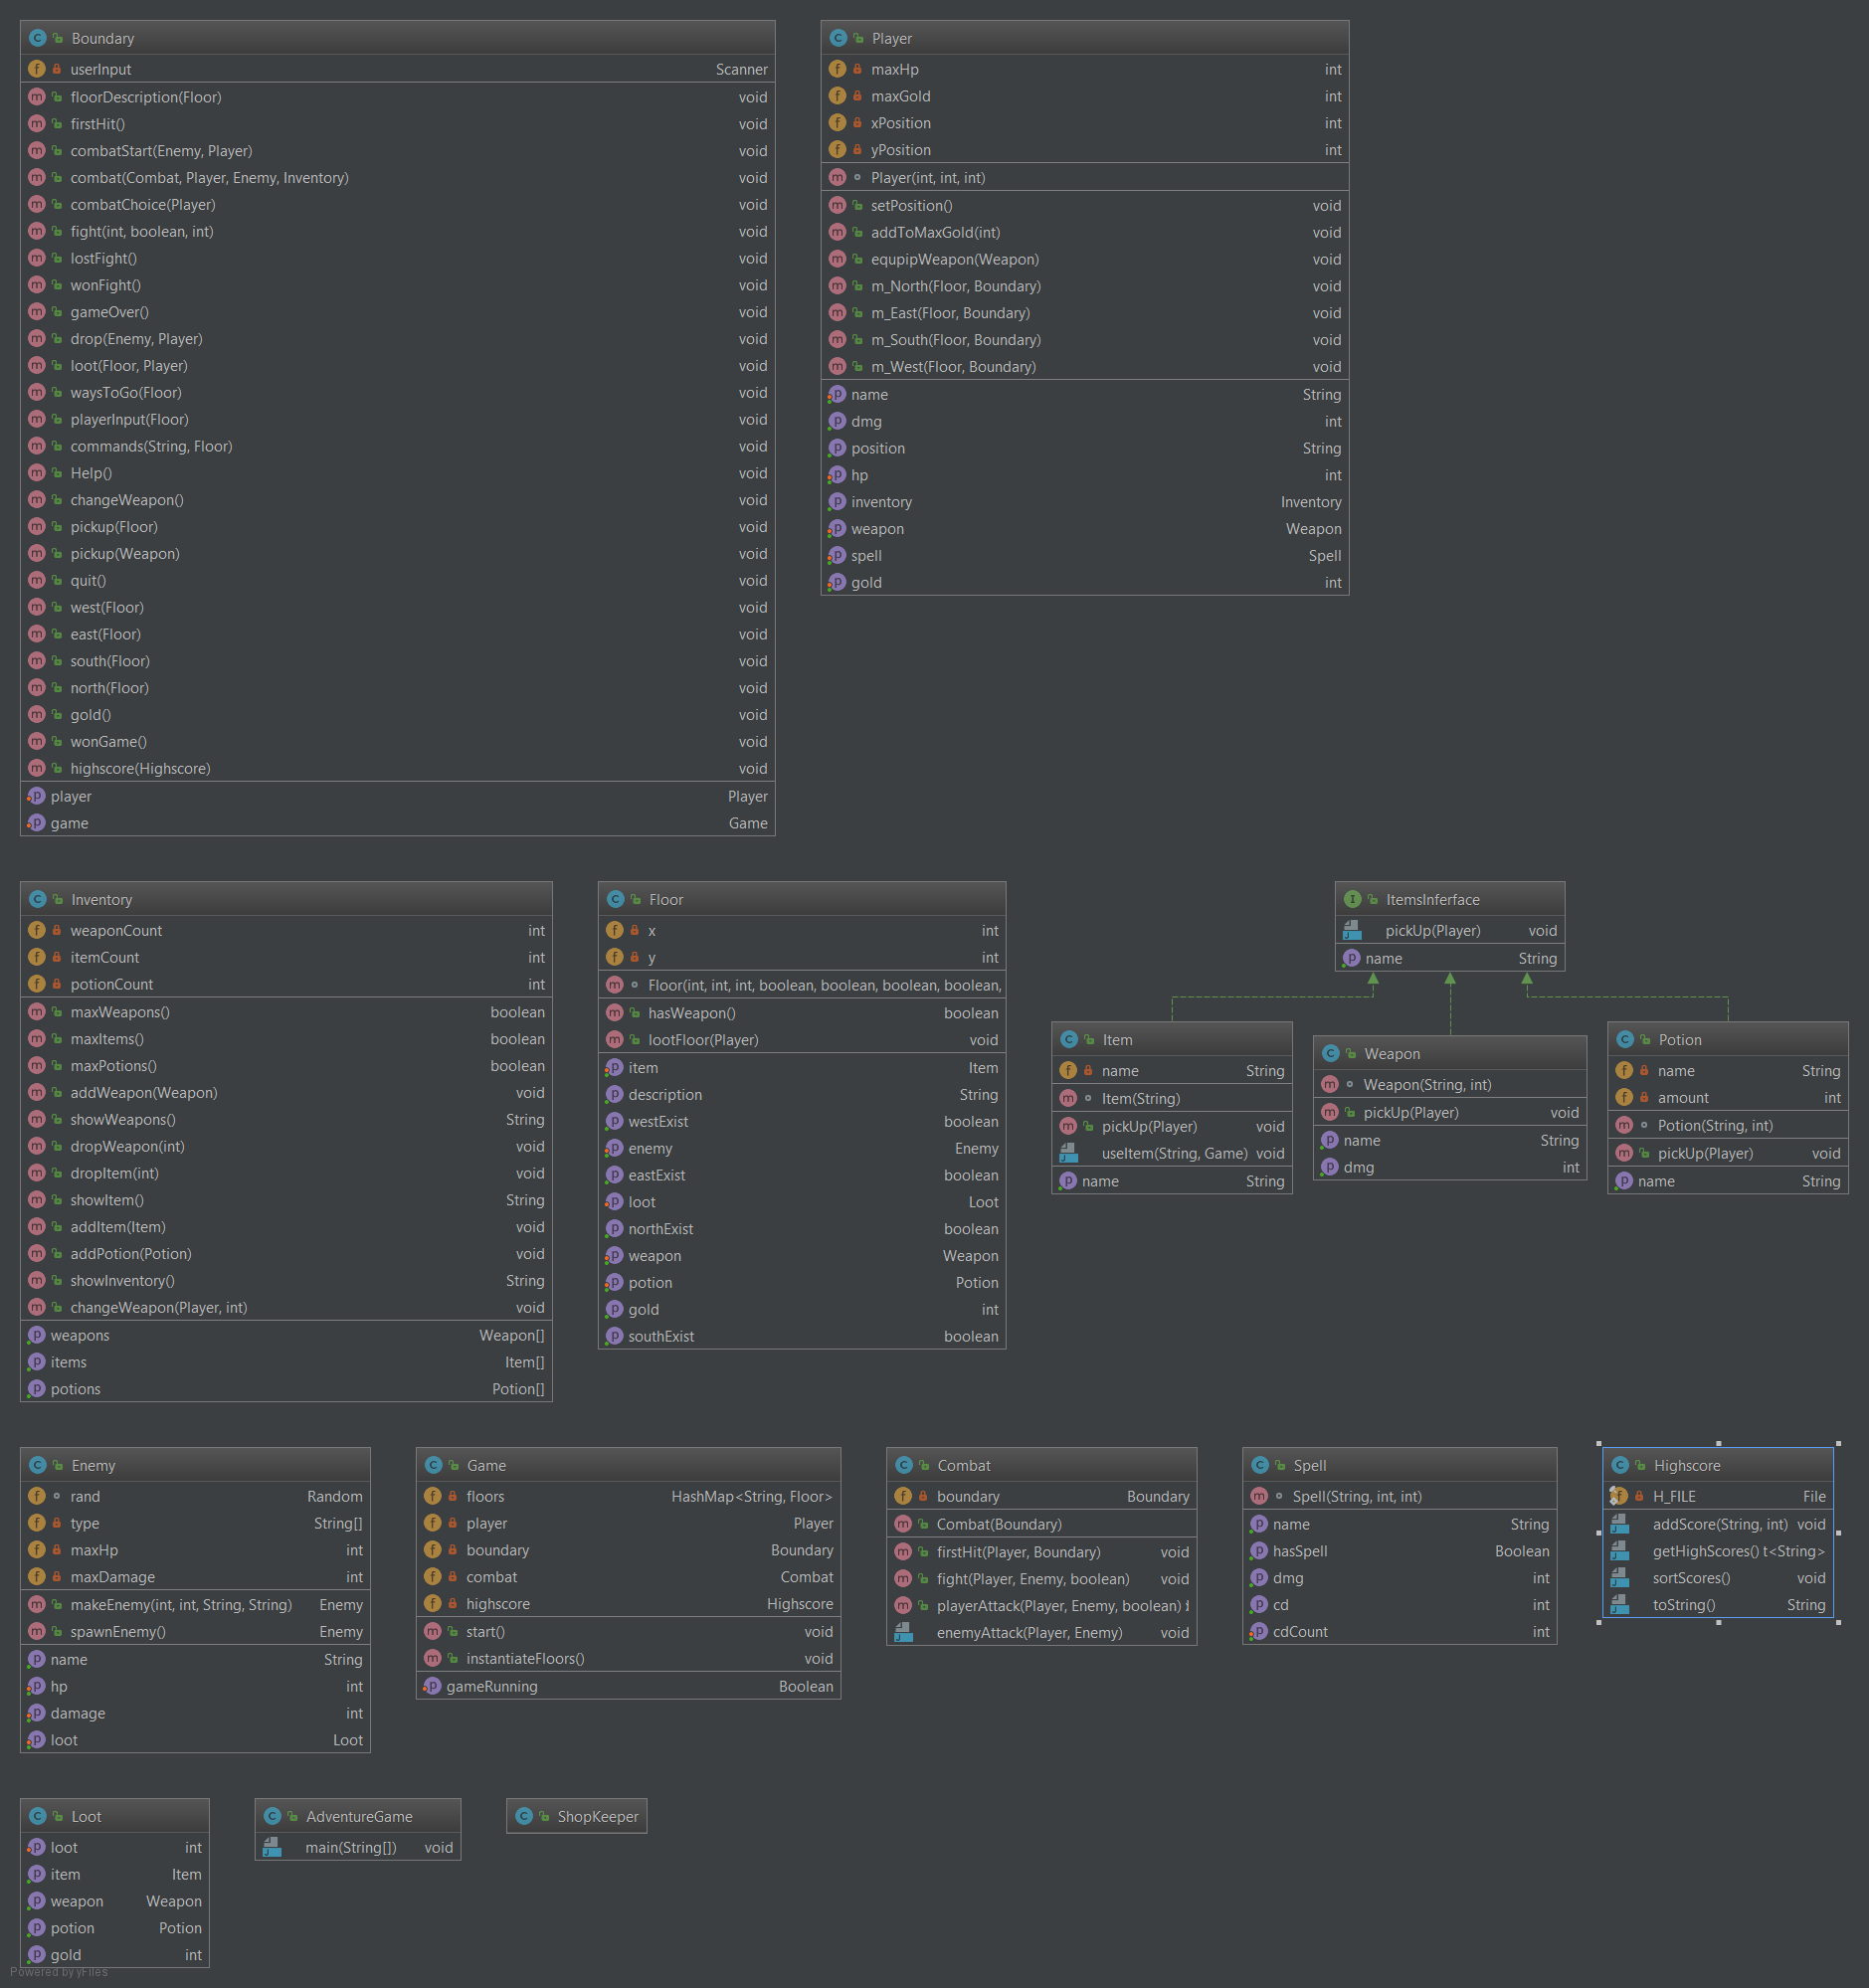 Boundary
userInput Scanner
floorDescription(Floor) void
firstHit() void
combatStart(Enemy, Player) void
combat(Combat, Player, Enemy, Inventory) void
combatChoice(Player) void
fight(int, boolean, int) void
lostFight() void
wonFight() void
gameOver() void
drop(Enemy, Player) void
loot(Floor, Player) void
waysToGo(Floor) void
playerInput(Floor) void
commands(String, Floor) void
Help() void
changeWeapon() void
pickup(Floor) void
pickup(Weapon) void
quit() void
west(Floor) void
east(Floor) void
south(Floor) void
north(Floor) void
gold() void
wonGame() void
highscore(Highscore) void
player Player
game Game
Player
maxHp int
maxGold int
xPosition int
yPosition int
Player(int, int, int)
setPosition() void
addToMaxGold(int) void
equpipWeapon(Weapon) void
m_North(Floor, Boundary) void
m_East(Floor, Boundary) void
m_South(Floor, Boundary) void
m_West(Floor, Boundary) void
name String
dmg int
position String
hp int
inventory Inventory
weapon Weapon
spell Spell
gold int
Inventory
weaponCount int
itemCount int
potionCount int
maxWeapons() boolean
maxItems() boolean
maxPotions() boolean
addWeapon(Weapon) void
showWeapons() String
dropWeapon(int) void
dropItem(int) void
showItem() String
addItem(Item) void
addPotion(Potion) void
showInventory() String
changeWeapon(Player, int) void
weapons Weapon[]
items Item[]
potions Potion[]
Floor
x int
y int
Floor(int, int, int, boolean, boolean, boolean, boolean,
hasWeapon() boolean
lootFloor(Player) void
item Item
description String
westExist boolean
enemy Enemy
eastExist boolean
loot Loot
northExist boolean
weapon Weapon
potion Potion
gold int
southExist boolean
ItemsInferface
pickUp(Player) void
name String
Item
name String
Item(String)
pickUp(Player) void
useItem(String, Game) void
name String
Weapon
Weapon(String, int)
pickUp(Player) void
name String
dmg int
Potion
name String
amount int
Potion(String, int)
pickUp(Player) void
name String
Enemy
rand Random
type String[]
maxHp int
maxDamage int
makeEnemy(int, int, String, String) Enemy
spawnEnemy() Enemy
name String
hp int
damage int
loot Loot
Game
floors HashMap<String, Floor>
player Player
boundary Boundary
combat Combat
highscore Highscore
start() void
instantiateFloors() void
gameRunning Boolean
Combat
boundary Boundary
Combat(Boundary)
firstHit(Player, Boundary) void
fight(Player, Enemy, boolean) void
playerAttack(Player, Enemy, boolean)
enemyAttack(Player, Enemy) void
Spell
Spell(String, int, int)
name String
hasSpell Boolean
dmg int
cd int
cdCount int
Highscore
H_FILE File
addScore(String, int) void
getHighScores() t<String>
sortScores() void
toString() String
Loot
loot int
item Item
weapon Weapon
potion Potion
gold int
AdventureGame
main(String[]) void
ShopKeeper
Powered by yFiles